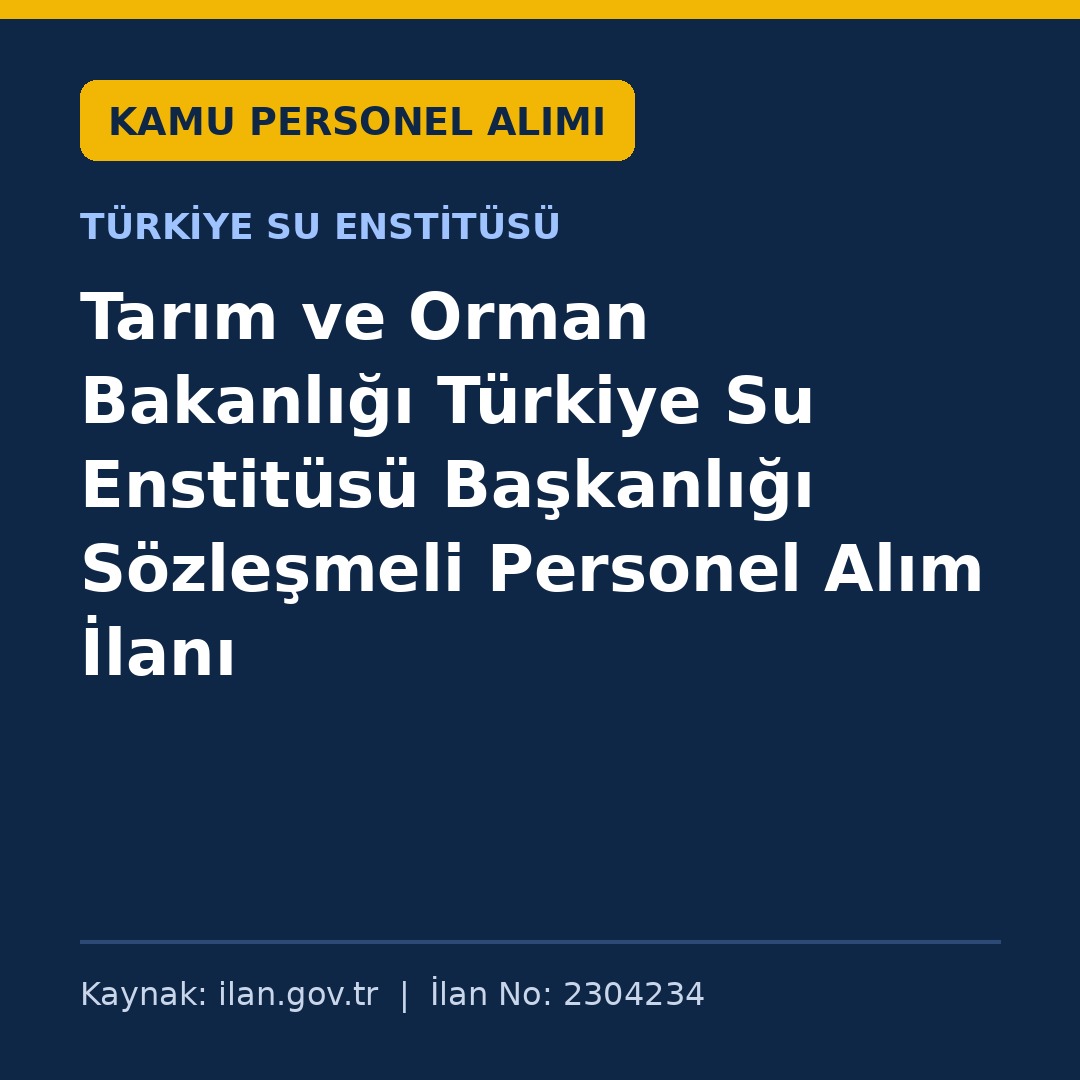 KAMU PERSONEL ALIMI
TÜRKİYE SU ENSTİTÜSÜ
Tarım ve Orman
Bakanlığı Türkiye Su
Enstitüsü Başkanlığı
Sözleşmeli Personel Alım
İlanı
Kaynak: ilan.gov.tr | İlan No: 2304234